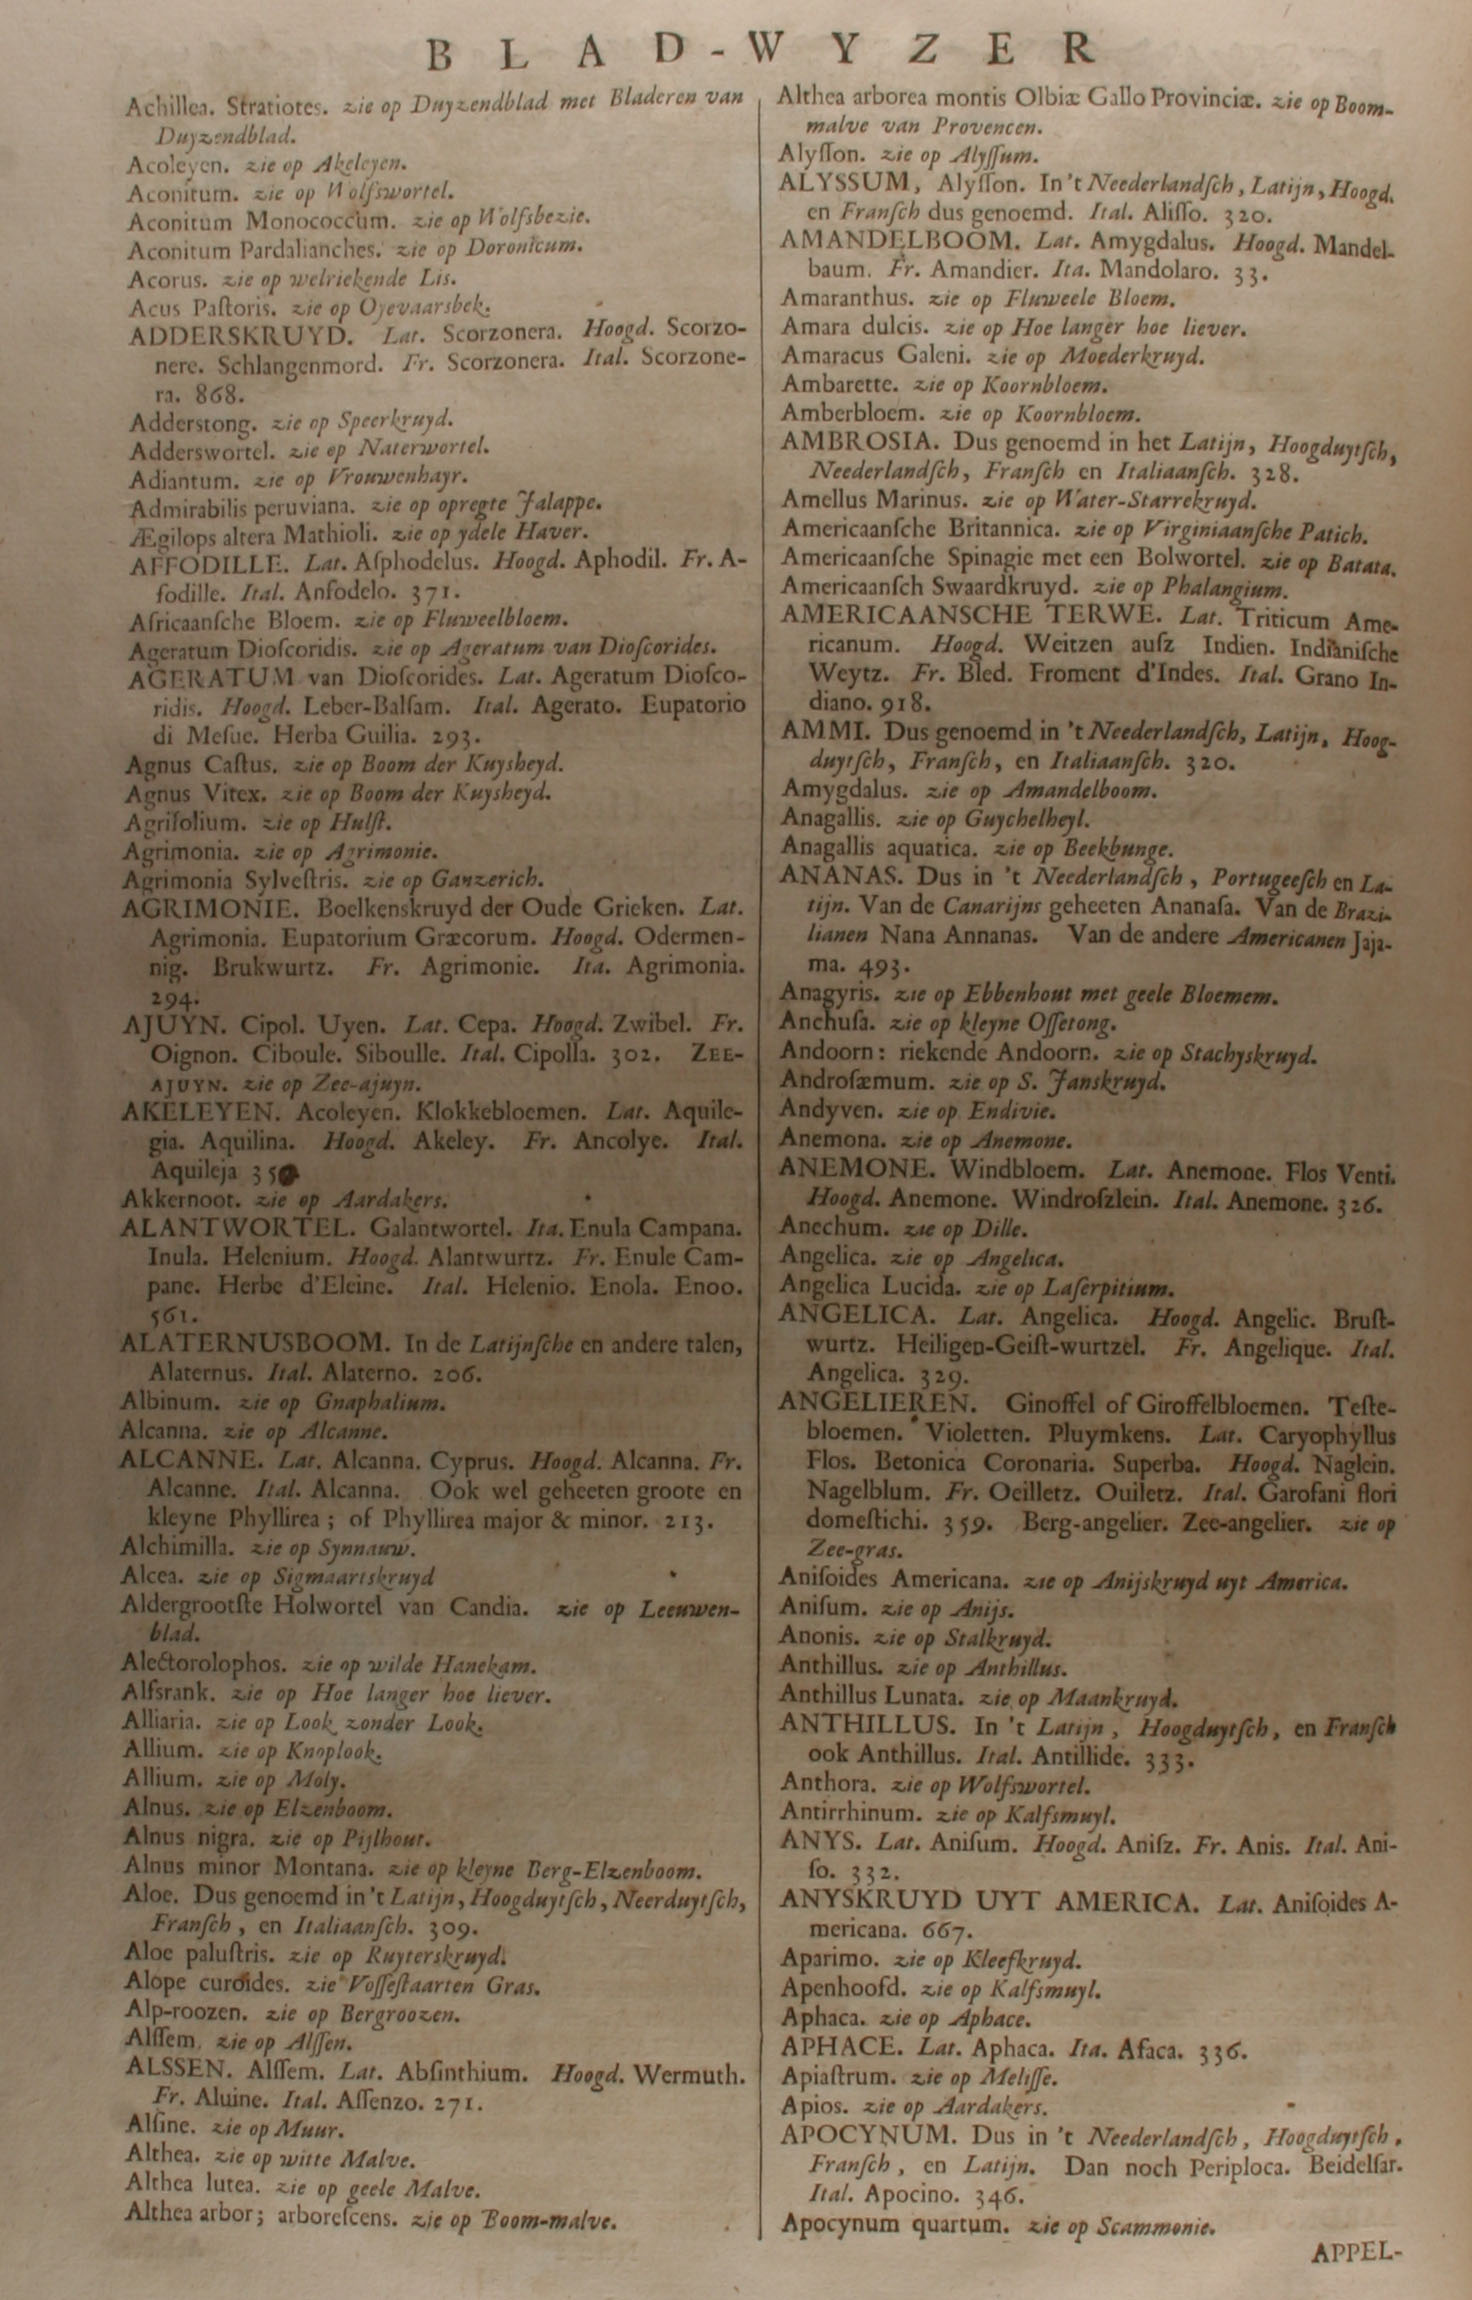 BLAD-WYZER
Achillea. Stratiotes. zie op Duyzendblad met Bladeren van
Duyzendblad.
Acoleyen. zie op Akeleyen.
Aconitum. zie op Wolfswortel.
Aconitum Monococcum. zie op Wolfsbezie.
Aconitum Pardalianches. zie op Doronicum.
Acorus. zie op welriekende Lis.
Acus Paſtoris. zie op Oyevaarsbek.
ADDERSKRUYD. Lat. Scorzonera. Hoogd. Scorzo-
nere. Schlangenmord. Fr. Scorzonera. Ital. Scorzone-
ra. 868.
Adderstong. zie op Speerkruyd.
Adderswortel. zie op Naterwortel.
Adiantum. zie op Vrouwenhayr.
Admirabilis peruviana. zie op opregte Jalappe.
Ægilops altera Mathioli. zie op ydele Haver.
AFFODILLE. Lat. Aſphodelus. Hoogd. Aphodil. Fr. A-
fodille. Ital. Anfodelo. 371.
Africaanſche Bloem. zie op Fluweelbloem.
Ageratum Dioſcoridis. zie op Ageratum van Dioſcorides.
AGERATUM van Dioſcorides. Lat. Ageratum Dioſco-
ridis. Hoogd. Leber-Balſam. Ital. Agerato. Eupatorio
di Meſue. Herba Guilia. 293.
Agnus Caſtus. zie op Boom der Kuysheyd.
Agnus Vitex. zie op Boom der Kuysheyd.
Agrifolium. zie op Hulſt.
Agrimonia. zie op Agrimonie.
Agrimonia Sylveſtris. zie op Ganzerich.
AGRIMONIE. Boelkenskruyd der Oude Grieken. Lat.
Agrimonia. Eupatorium Græcorum. Hoogd. Odermen-
nig. Brukwurtz. Fr. Agrimonie. Ita. Agrimonia.
294.
AJUYN. Cipol. Uyen. Lat. Cepa. Hoogd. Zwibel. Fr.
Oignon. Ciboule. Siboulle. Ital. Cipolla. 302. ZEE-
AJUYN. zie op Zee-ajuyn.
AKELEYEN. Acoleyen. Klokkebloemen. Lat. Aquile-
gia. Aquilina. Hoogd. Akeley. Fr. Ancolye. Ital.
Aquileja
Akkernoot. zie op Aardakers.
ALANTWORTEL. Galantwortel. Ita. Enula Campana.
Inula. Helenium. Hoogd. Alantwurtz. Fr. Enule Cam-
pane. Herbe d'Eleine. Ital. Helenio. Enola. Enoo.
561.
ALATERNUSBOOM. In de Latijnſche en andere talen,
Alaternus. Ital. Alaterno. 206.
Albinum. zie op Gnaphalium.
Alcanna. zie op Alcanne.
ALCANNE. Lat. Alcanna. Cyprus. Hoogd. Alcanna. Fr.
Alcanne. Ital. Alcanna. Ook wel geheeten groote en
kleyne Phyllirea; of Phyllirea major & minor. 213.
Alchimilla. zie op Synnauw.
Alcea. zie op Sigmaartskruyd
Aldergrootſte Holwortel van Candia. zie op Leeuwen-
blad.
Alectorolophos. zie op wilde Hanekam.
Alfsrank. zie op Hoe langer hoe liever.
Alliaria. zie op Look zonder Look.
Allium. zie op Knoplook.
Allium. zie op Moly.
Alnus. zie op Elzenboom.
Alnus nigra. zie op Pijlhout.
Alnus minor Montana. zie op kleyne Berg-Elzenboom.
Aloe. Dus genoemd in't Latijn, Hoogduytſch, Neerduytſch,
Franſch, en Italiaanſch. 309.
Aloe paluſtris. zie op Ruyterskruyd.
Alope curoides. zie Voſſeſtaarten Gras.
Alp-roozen. zie op Bergroozen.
Alſſem. zie op Alſſen.
ALSSEN. Alſſem. Lat. Abſinthium. Hoogd. Wermuth.
Fr. Aluine. Ital. Aſſenzo. 271.
Alſine. zie op Muur.
Althea. zie op witte Malve.
Althea lutea. zie op geele Malve.
Althea arbor; arboreſcens. zie op Boom-malve.
Althea arborea montis Olbiæ Gallo Provinciæ. zie op Boom-
malve van Provencen.
Alyſſon. zie op Alyſſum.
ALYSSUM, Alyſſon. In't Neederlandſch, Latijn, Hoogd.
en Franſch dus genoemd. Ital. Aliſſo. 320.
AMANDELBOOM. Lat. Amygdalus. Hoogd. Mandel-
baum. Fr. Amandier. Ita. Mandolaro. 33.
Amaranthus. zie op Fluweele Bloem.
Amara dulcis. zie op Hoe langer hoe liever.
Amaracus Galeni. zie op Moederkruyd.
Ambarette. zie op Koornbloem.
Amberbloem. zie op Koornbloem.
AMBROSIA. Dus genoemd in het Latijn, Hoogduytſch,
Neederlandſch, Franſch en Italiaanſch. 328.
Amellus Marinus. zie op Water-Starrekruyd.
Americaanſche Britannica. zie op Virginiaanſche Patich.
Americaanſche Spinagie met een Bolwortel. zie op Batata.
Americaanſch Swaardkruyd. zie op Phalangium.
AMERICAANSCHE TERWE. Lat. Triticum Ame-
ricanum. Hoogd. Weitzen aufz Indien. Indianiſche
Weytz. Fr. Bled. Froment d'Indes. Ital. Grano In-
diano. 918.
AMMI. Dus genoemd in 't Neederlandſch, Latijn, Hoog-
duytſch, Franſch, en Italiaanſch. 320.
Amygdalus. zie op Amandelboom.
Anagallis. zie op Guychelheyl.
Anagallis aquatica. zie op Beekbunge.
ANANAS. Dus in 't Neederlandſch, Portugeeſch en La-
tijn. Van de Canarijns geheeten Ananaſa. Van de Brazi-
lianen Nana Annanas. Van de andere Americanen Jaja-
ma. 493.
Anagyris. zie op Ebbenhout met geele Bloemem.
Anchuſa. zie op kleyne Oſſetong.
Andoorn: riekende Andoorn. zie op Stachyskruyd.
Androſæmum. zie op S. Janskruyd.
Andyven. zie op Endivie.
Anemona. zie op Anemone.
ANEMONE. Windbloem. Lat. Anemone. Flos Venti.
Hoogd. Anemone. Windroſzlein. Ital. Anemone. 326.
Anechum. zie op Dille.
Angelica. zie op Angelica.
Angelica Lucida. zie op Laſerpitium.
ANGELICA. Lat. Angelica. Hoogd. Angelic. Bruſt-
wurtz. Heiligen-Geiſt-wurtzel. Fr. Angelique. Ital.
Angelica. 329.
ANGELIEREN. Ginoffel of Giroffelbloemen. Teſte-
bloemen. Violetten. Pluymkens. Lat. Caryophyllus
Flos. Betonica Coronaria. Superba. Hoogd. Naglein.
Nagelblum. Fr. Oeilletz. Ouiletz. Ital. Garofani flori
domeſtichi. 359. Berg-angelier. Zee-angelier. zie op
Zee-gras.
Aniſoides Americana. zie op Anijskruyd uyt America.
Aniſum. zie op Anijs.
Anonis. zie op Stalkruyd.
Anthillus. zie op Anthillus.
Anthillus Lunata. zie op Maankruyd.
ANTHILLUS. In 't Latijn, Hoogduytſch, en Franſch
ook Anthillus. Ital. Antillide. 333.
Anthora. zie op Wolfswortel.
Antirrhinum. zie op Kalfsmuyl.
ANYS. Lat. Aniſum. Hoogd. Aniſz. Fr. Anis. Ital. Ani-
ſo. 332.
ANYSKRUYD UYT AMERICA. Lat. Aniſoides A-
mericana. 667.
Aparimo. zie op Kleefkruyd.
Apenhoofd. zie op Kalfsmuyl.
Aphaca. zie op Aphace.
APHACE. Lat. Aphaca. Ita. Afaca. 336.
Apiaſtrum. zie op Meliſſe.
Apios. zie op Aardakers.
APOCYNUM. Dus in 't Neederlandſch, Hoogduytſch,
Franſch, en Latijn. Dan noch Periploca. Beidelſar.
Ital. Apocino. 346.
Apocynum quartum. zie op Scammonie.
APPEL-